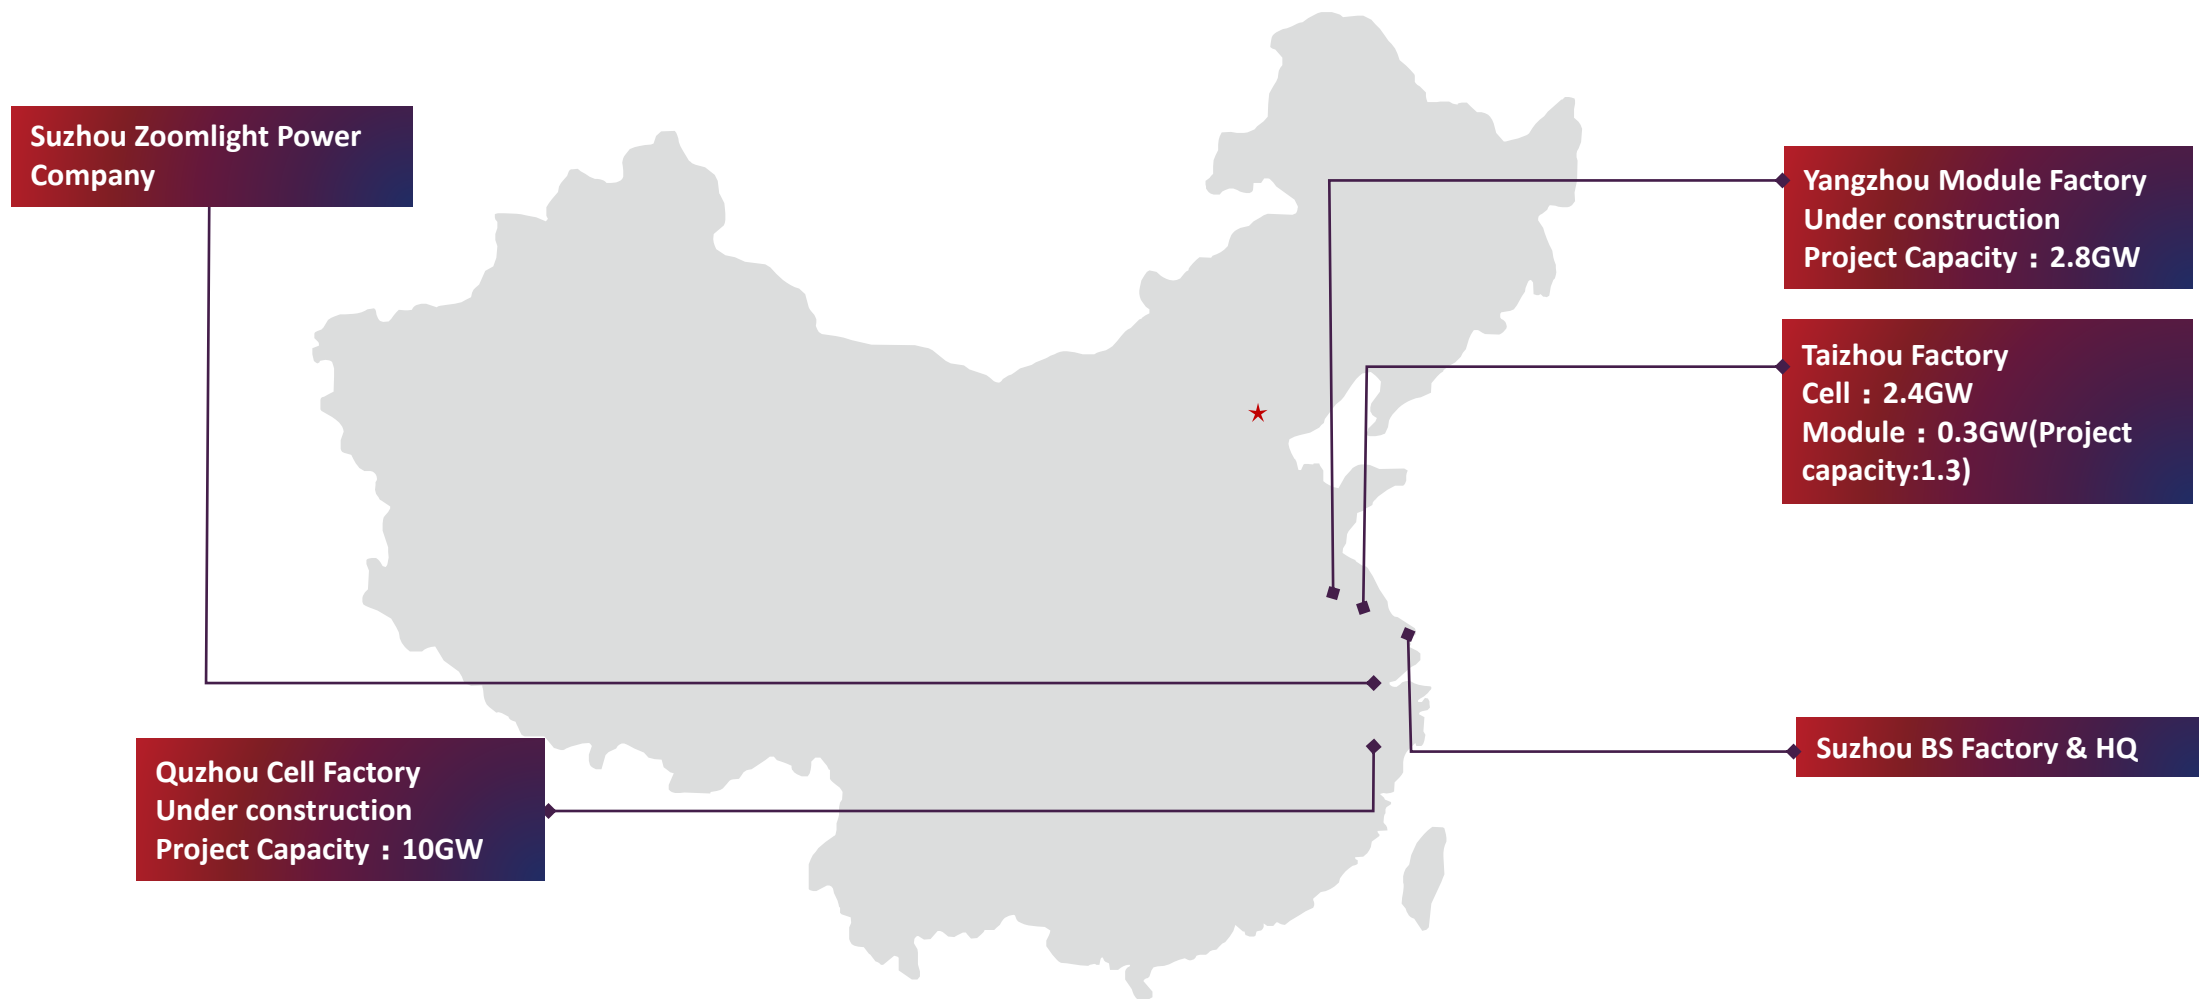 Suzhou Zoomlight Power
Company
Yangzhou Module Factory
Under construction
Project Capacity：2.8GW
Taizhou Factory
Cell：2.4GW
Module：0.3GW(Project
capacity:1.3)
Suzhou BS Factory & HQ
Quzhou Cell Factory
Under construction
Project Capacity：10GW